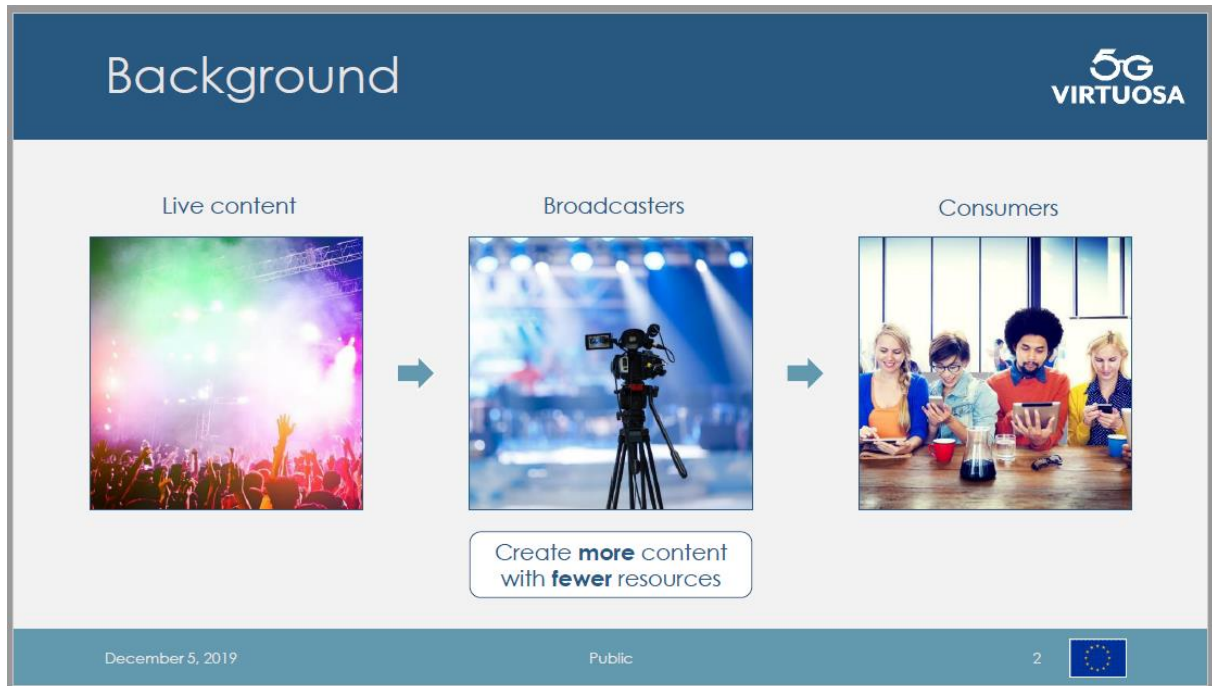 Background
5G
VIRTUOSA
Live content
Broadcasters
Consumers
Create more content
with fewer resources
December 5, 2019
Public
2